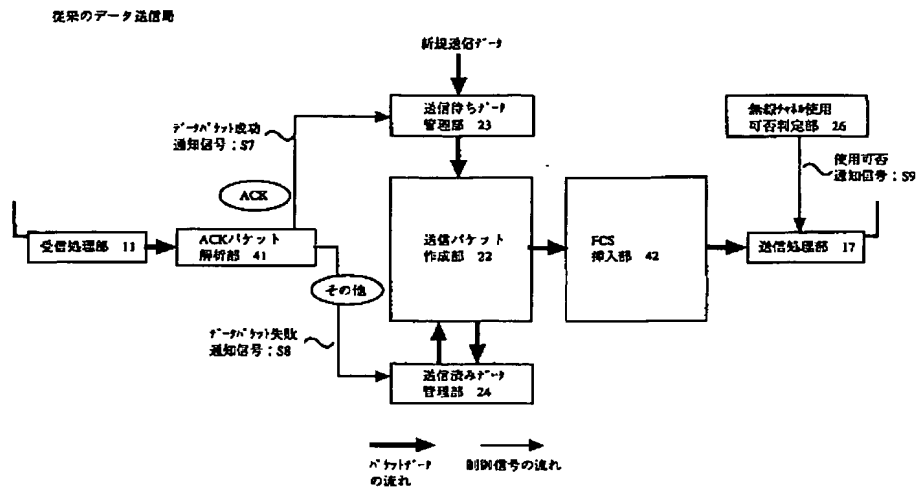 従来のデータ送信局
新規送信ﾃﾞｰﾀ
送信待ちﾃﾞｰﾀ
管理部 23
無線ﾁｬﾈﾙ使用
可否判定部 26
ﾃﾞｰﾀﾊﾟｹｯﾄ成功
通知信号：S7
使用可否
通知信号：S9
ACK
受信処理部 11
ACKパケット
解析部 41
送信パケット
作成部 22
FCS
挿入部 42
送信処理部 17
その他
ﾃﾞｰﾀﾊﾟｹｯﾄ失敗
通知信号：S8
送信済みﾃﾞｰﾀ
管理部 24
ﾊﾟｹｯﾄﾃﾞｰﾀ
の流れ
制御信号の流れ